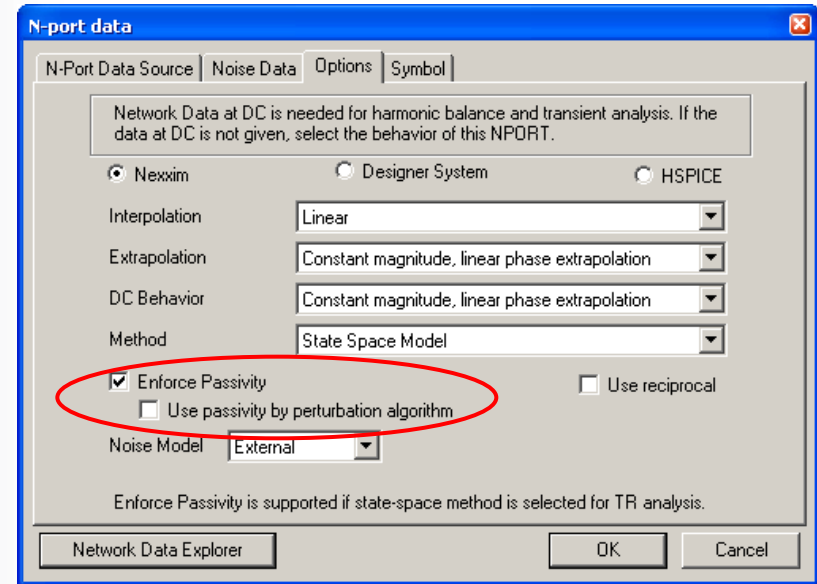 N-port data
N-Port Data Source Noise Data Options Symbol
Network Data at DC is needed for harmonic balance and transient analysis. If the
data at DC is not given, select the behavior of this NPORT.
Nexxim Designer System HSPICE
Interpolation Linear
Extrapolation Constant magnitude, linear phase extrapolation
DC Behavior Constant magnitude, linear phase extrapolation
Method State Space Model
Enforce Passivity Use reciprocal
Use passivity by perturbation algorithm
Noise Model External
Enforce Passivity is supported if state-space method is selected for TR analysis.
Network Data Explorer OK Cancel